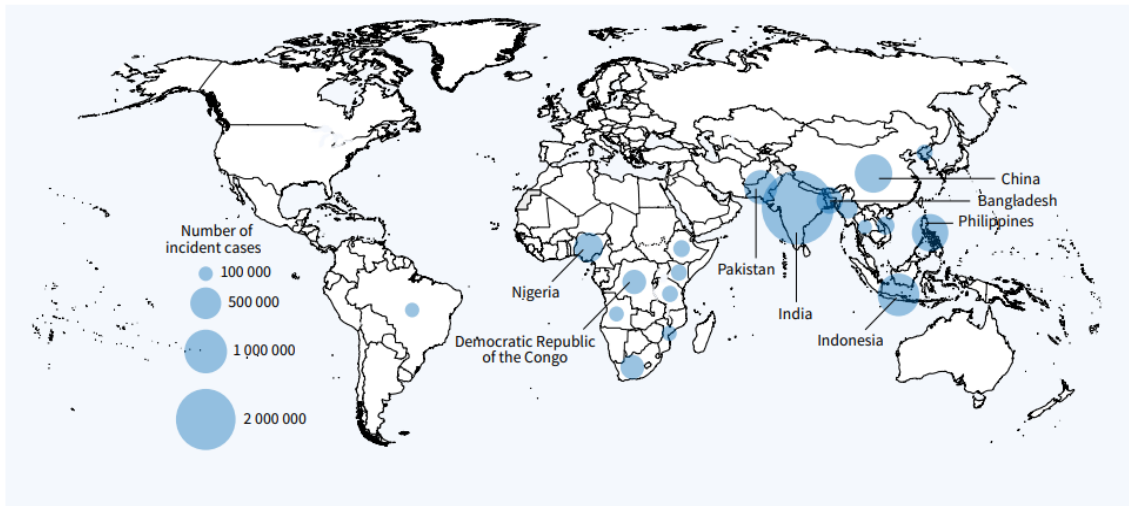 China
Bangladesh
Philippines
Number of
incident cases
100 000
Pakistan
500 000
Nigeria
India
Democratic Republic
of the Congo
Indonesia
1 000 000
2 000 000